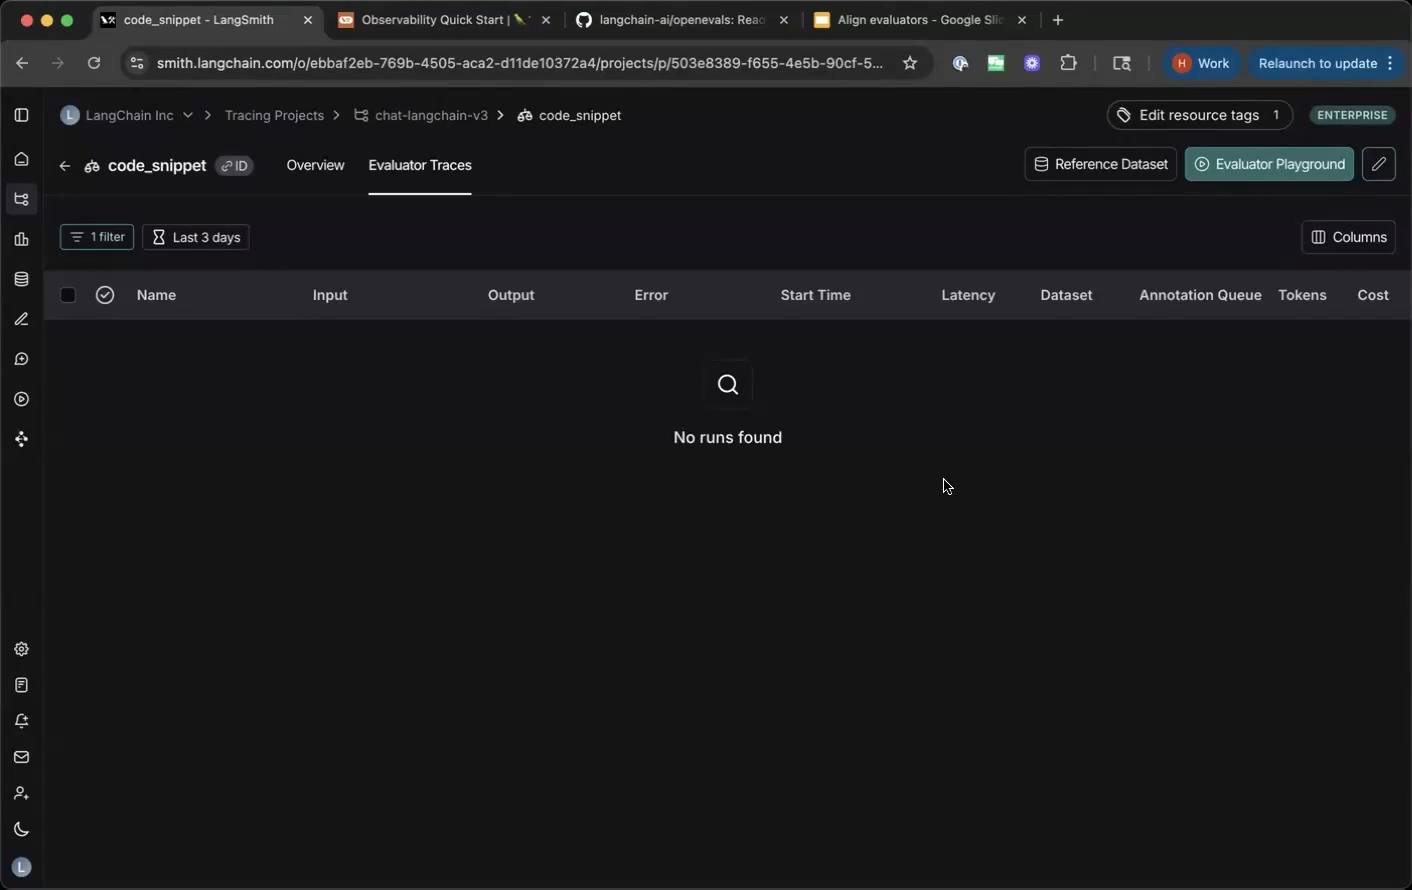 code_snippet - LangSmith
Observability Quick Start |
langchain-ai/openevals: Reac
Align evaluators - Google Slic
smith.langchain.com/o/ebbaf2eb-769b-4505-aca2-d11de10372a4/projects/p/503e8389-f655-4e5b-90cf-5...
H Work
Relaunch to update
L LangChain Inc > Tracing Projects > chat-langchain-v3 > code_snippet
Edit resource tags 1
ENTERPRISE
code_snippet ID
Overview
Evaluator Traces
Reference Dataset
Evaluator Playground
1 filter
Last 3 days
Columns
Name Input Output Error Start Time Latency Dataset Annotation Queue Tokens Cost
No runs found
L